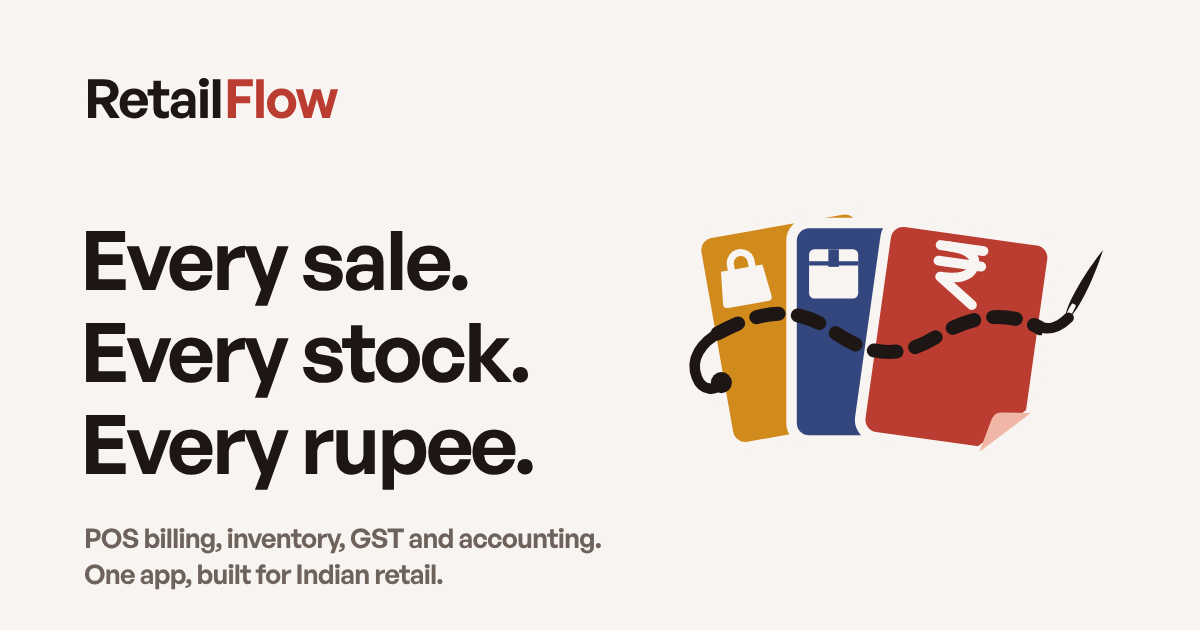 RetailFlow
Every sale.
Every stock.
Every rupee.
₹
POS billing, inventory, GST and accounting.
One app, built for Indian retail.